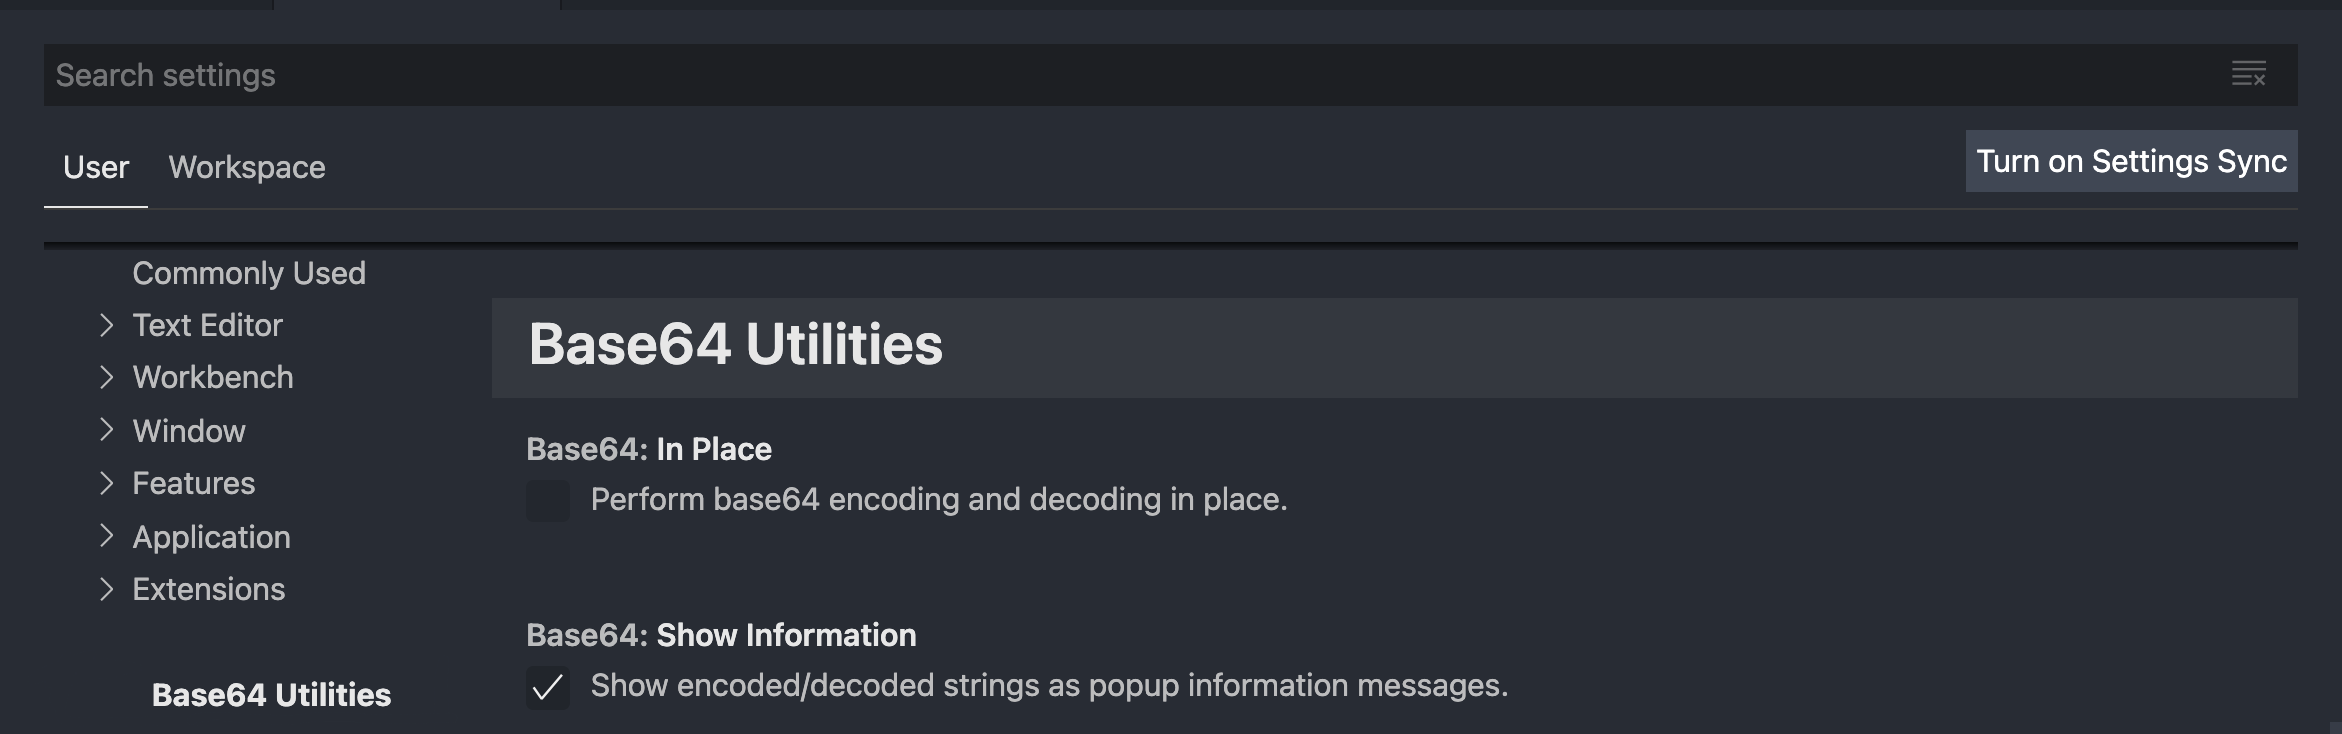 Search settings
User Workspace
Turn on Settings Sync
Commonly Used
Text Editor
Workbench
Window
Features
Application
Extensions
Base64 Utilities
Base64 Utilities
Base64: In Place
Perform base64 encoding and decoding in place.
Base64: Show Information
Show encoded/decoded strings as popup information messages.